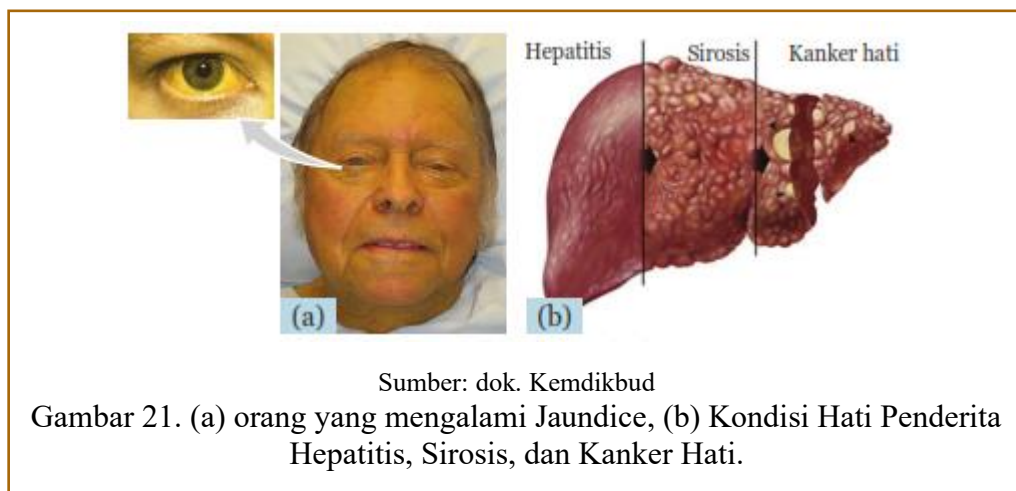 Hepatitis
Sirosis
Kanker hati
(a)
(b)
Sumber: dok. Kemdikbud
Gambar 21. (a) orang yang mengalami Jaundice, (b) Kondisi Hati Penderita
Hepatitis, Sirosis, dan Kanker Hati.